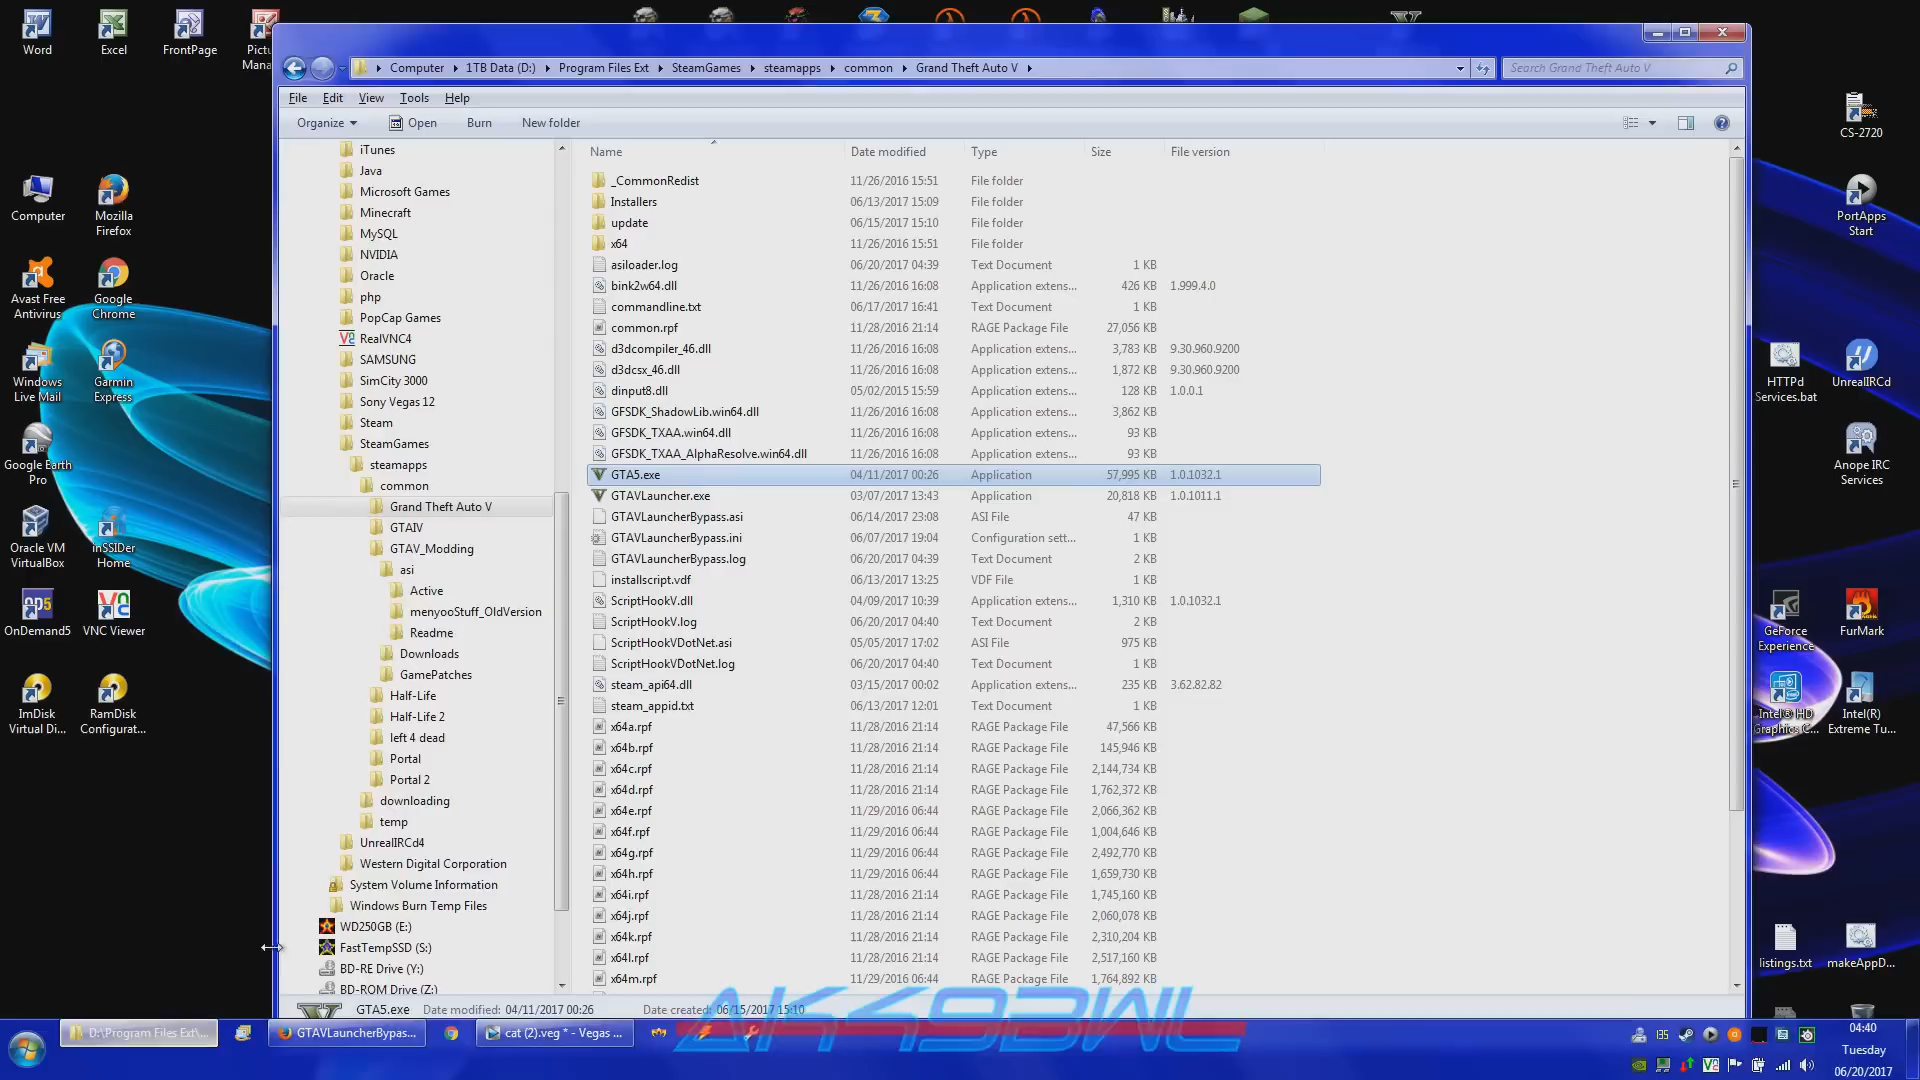 Word
Excel
FrontPage
Pictu
Mana
Computer
Mozilla
Firefox
Avast Free
Antivirus
Google
Chrome
Windows
Live Mail
Garmin
Express
Google Earth
Pro
Oracle VM
VirtualBox
inSSIDer
Home
OnDemand5
VNC Viewer
ImDisk
Virtual Di...
RamDisk
Configurat...
Computer
1TB Data (D:)
Program Files Ext
SteamGames
steamapps
common
Grand Theft Auto V
Search Grand Theft Auto V
File Edit View Tools Help
Organize Open Burn New folder
iTunes
Java
Microsoft Games
Minecraft
MySQL
NVIDIA
Oracle
php
PopCap Games
RealVNC4
SAMSUNG
SimCity 3000
Sony Vegas 12
Steam
SteamGames
steamapps
common
Grand Theft Auto V
GTAIV
GTAV_Modding
asi
Active
menyooStuff_OldVersion
Readme
Downloads
GamePatches
Half-Life
Half-Life 2
left 4 dead
Portal
Portal 2
downloading
temp
UnrealIRCd4
Western Digital Corporation
System Volume Information
Windows Burn Temp Files
WD250GB (E:)
FastTempSSD (S:)
BD-RE Drive (Y:)
BD-ROM Drive (Z:)
Name Date modified Type Size File version
_CommonRedist 11/26/2016 15:51 File folder
Installers 06/13/2017 15:09 File folder
update 06/15/2017 15:10 File folder
x64 11/26/2016 15:51 File folder
asiloader.log 06/20/2017 04:39 Text Document 1 KB
bink2w64.dll 11/26/2016 16:08 Application extens... 426 KB 1.999.4.0
commandline.txt 06/17/2017 16:41 Text Document 1 KB
common.rpf 11/28/2016 21:14 RAGE Package File 27,056 KB
d3dcompiler_46.dll 11/26/2016 16:08 Application extens... 3,783 KB 9.30.960.9200
d3dcsx_46.dll 11/26/2016 16:08 Application extens... 1,872 KB 9.30.960.9200
dinput8.dll 05/02/2015 15:59 Application extens... 128 KB 1.0.0.1
GFSDK_ShadowLib.win64.dll 11/26/2016 16:08 Application extens... 3,862 KB
GFSDK_TXAA.win64.dll 11/26/2016 16:08 Application extens... 93 KB
GFSDK_TXAA_AlphaResolve.win64.dll 11/26/2016 16:08 Application extens... 93 KB
GTA5.exe 04/11/2017 00:26 Application 57,995 KB 1.0.1032.1
GTAVLauncher.exe 03/07/2017 13:43 Application 20,818 KB 1.0.1011.1
GTAVLauncherBypass.asi 06/14/2017 23:08 ASI File 47 KB
GTAVLauncherBypass.ini 06/07/2017 19:04 Configuration sett... 1 KB
GTAVLauncherBypass.log 06/20/2017 04:39 Text Document 2 KB
installscript.vdf 06/13/2017 13:25 VDF File 1 KB
ScriptHookV.dll 04/09/2017 10:39 Application extens... 1,310 KB 1.0.1032.1
ScriptHookV.log 06/20/2017 04:40 Text Document 2 KB
ScriptHookVDotNet.asi 05/05/2017 17:02 ASI File 975 KB
ScriptHookVDotNet.log 06/20/2017 04:40 Text Document 1 KB
steam_api64.dll 03/15/2017 00:02 Application extens... 235 KB 3.62.82.82
steam_appid.txt 06/13/2017 12:01 Text Document 1 KB
x64a.rpf 11/28/2016 21:14 RAGE Package File 47,566 KB
x64b.rpf 11/28/2016 21:14 RAGE Package File 145,946 KB
x64c.rpf 11/28/2016 21:14 RAGE Package File 2,144,734 KB
x64d.rpf 11/28/2016 21:14 RAGE Package File 1,762,372 KB
x64e.rpf 11/29/2016 06:44 RAGE Package File 2,066,362 KB
x64f.rpf 11/29/2016 06:44 RAGE Package File 1,004,646 KB
x64g.rpf 11/29/2016 06:44 RAGE Package File 2,492,770 KB
x64h.rpf 11/29/2016 06:44 RAGE Package File 1,659,730 KB
x64i.rpf 11/28/2016 21:14 RAGE Package File 1,745,160 KB
x64j.rpf 11/28/2016 21:14 RAGE Package File 2,060,078 KB
x64k.rpf 11/28/2016 21:14 RAGE Package File 2,310,204 KB
x64l.rpf 11/28/2016 21:14 RAGE Package File 2,517,160 KB
x64m.rpf 11/29/2016 06:44 RAGE Package File 1,764,892 KB
GTA5.exe Date modified: 04/11/2017 00:26 Date created: 06/15/2017 15:10
CS-2720
PortApps
Start
HTTPd
Services.bat
UnrealIRCd
Anope IRC
Services
GeForce
Experience
FurMark
Intel® HD
Graphics C...
Intel(R)
Extreme Tu...
listings.txt
makeAppD...
AK49BWL
D:\Program Files Ext\...
GTAVLauncherBypas...
cat (2).veg * - Vegas ...
04:40
Tuesday
06/20/2017